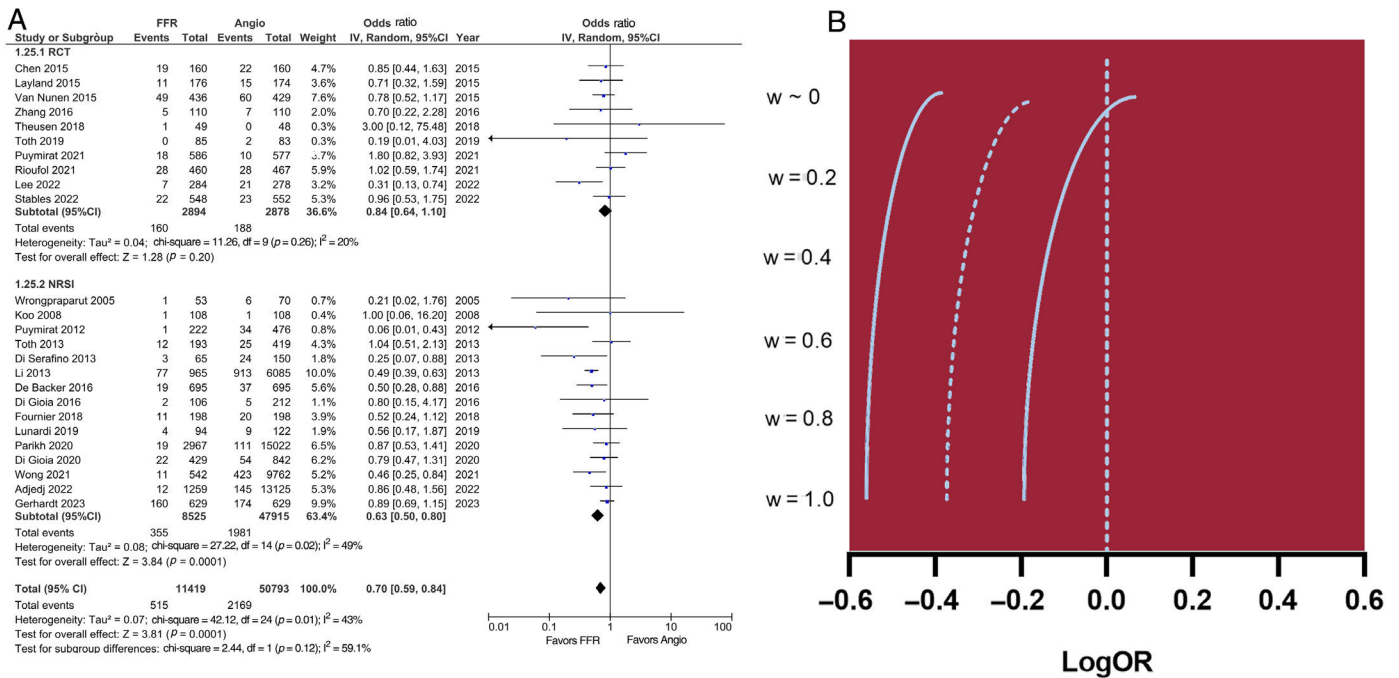 A
FFR Angio Odds ratio Odds ratio
Study or Subgròup Events Total Events Total Weight IV, Random, 95%CI Year IV, Random, 95%CI
1.25.1 RCT
Chen 2015 19 160 22 160 4.7% 0.85 [0.44, 1.63] 2015
Layland 2015 11 176 15 174 3.6% 0.71 [0.32, 1.59] 2015
Van Nunen 2015 49 436 60 429 7.6% 0.78 [0.52, 1.17] 2015
Zhang 2016 5 110 7 110 2.2% 0.70 [0.22, 2.28] 2016
Theusen 2018 1 49 0 48 0.3% 3.00 [0.12, 75.48] 2018
Toth 2019 0 85 2 83 0.4% 0.19 [0.01, 4.03] 2019
Puymirat 2021 18 586 10 577 .7% 1.80 [0.82, 3.93] 2021
Rioufol 2021 28 460 28 467 5.9% 1.02 [0.59, 1.74] 2021
Lee 2022 7 284 21 278 3.2% 0.31 [0.13, 0.74] 2022
Stables 2022 22 548 23 552 5.3% 0.96 [0.53, 1.75] 2022
Subtotal (95%CI) 2894 2878 36.6% 0.84 [0.64, 1.10]
Total events 160 188
Heterogeneity: Tau² = 0.04; chi-square = 11.26, df = 9 (p = 0.26); I² = 20%
Test for overall effect: Z = 1.28 (p = 0.20)
1.25.2 NRSI
Wrongpraparut 2005 1 53 6 70 0.7% 0.21 [0.02, 1.76] 2005
Koo 2008 1 108 1 108 0.4% 1.00 [0.06, 16.20] 2008
Puymirat 2012 1 222 34 476 0.8% 0.06 [0.01, 0.43] 2012
Toth 2013 12 193 25 419 4.3% 1.04 [0.51, 2.13] 2013
Di Serafino 2013 3 65 24 150 1.8% 0.25 [0.07, 0.88] 2013
Li 2013 77 965 913 6085 10.0% 0.49 [0.39, 0.63] 2013
De Backer 2016 19 695 37 695 5.6% 0.50 [0.28, 0.88] 2016
Di Gioia 2016 2 106 5 212 1.1% 0.80 [0.15, 4.17] 2016
Fournier 2018 11 198 20 198 3.9% 0.52 [0.24, 1.12] 2018
Lunardi 2019 4 94 9 122 1.9% 0.56 [0.17, 1.87] 2019
Parikh 2020 19 2967 111 15022 6.5% 0.87 [0.53, 1.41] 2020
Di Gioia 2020 22 429 54 842 6.2% 0.79 [0.47, 1.31] 2020
Wong 2021 11 542 423 9762 5.2% 0.46 [0.25, 0.84] 2021
Adjedj 2022 12 1259 145 13125 5.3% 0.86 [0.48, 1.56] 2022
Gerhardt 2023 160 629 174 629 9.9% 0.89 [0.69, 1.15] 2023
Subtotal (95%CI) 8525 47915 63.4% 0.63 [0.50, 0.80]
Total events 355 1981
Heterogeneity: Tau² = 0.08; chi-square = 27.22, df = 14 (p = 0.02); I² = 49%
Test for overall effect: Z = 3.84 (p = 0.0001)
Total (95% CI) 11419 50793 100.0% 0.70 [0.59, 0.84]
Total events 515 2169
Heterogeneity: Tau² = 0.07; chi-square = 42.12, df = 24 (p = 0.01); I² = 43%
Test for overall effect: Z = 3.81 (p = 0.0001)
Test for subgroup differences: chi-square = 2.44, df = 1 (p = 0.12); I² = 59.1%
0.01 0.1 1 10 100
Favors FFR Favors Angio
B
w ~ 0
w = 0.2
w = 0.4
w = 0.6
w = 0.8
w = 1.0
−0.6 −0.4 −0.2 0.0 0.2 0.4 0.6
LogOR